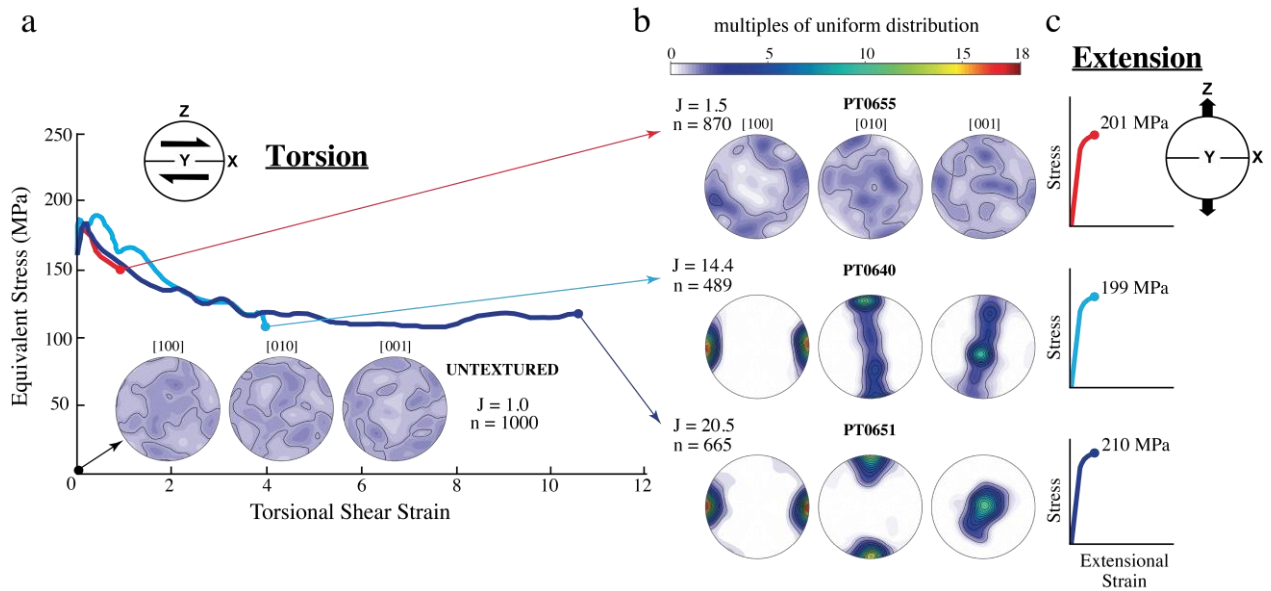 a
Torsion
Z
Y
X
Equivalent Stress (MPa)
250
200
150
100
50
0
0 2 4 6 8 10 12
Torsional Shear Strain
[100] [010] [001]
UNTEXTURED
J = 1.0
n = 1000
b
multiples of uniform distribution
0 5 10 15 18
J = 1.5
n = 870
PT0655
[100] [010] [001]
J = 14.4
n = 489
PT0640
J = 20.5
n = 665
PT0651
c
Extension
Z
Y
X
201 MPa
Stress
199 MPa
Stress
210 MPa
Stress
Extensional
Strain